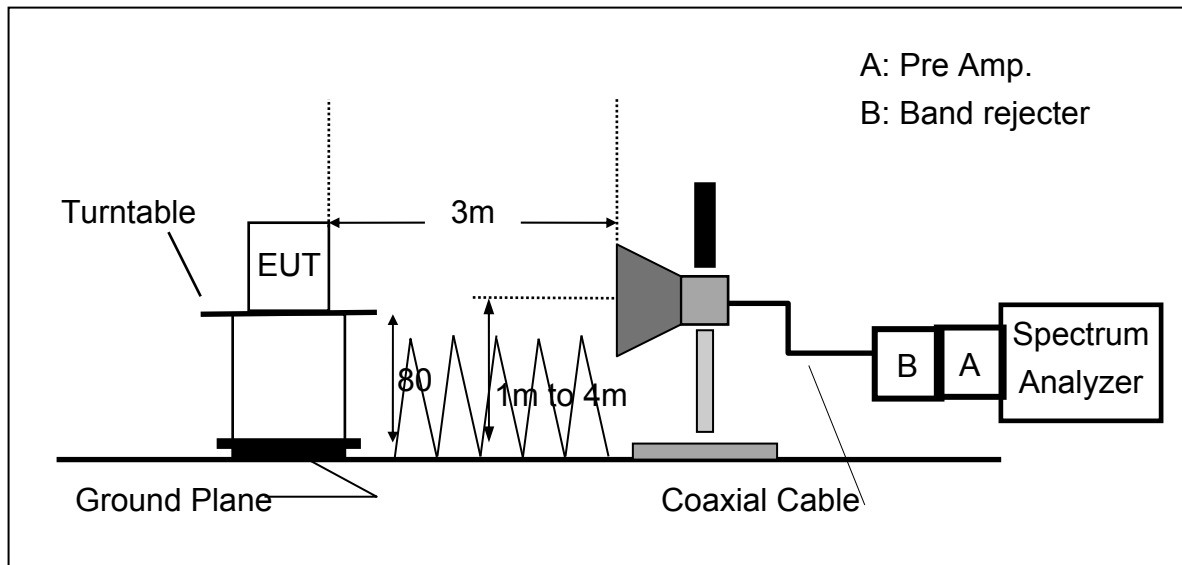 A: Pre Amp.
B: Band rejecter
Turntable
3m
EUT
80
1m to 4m
B
A
Spectrum
Analyzer
Ground Plane
Coaxial Cable